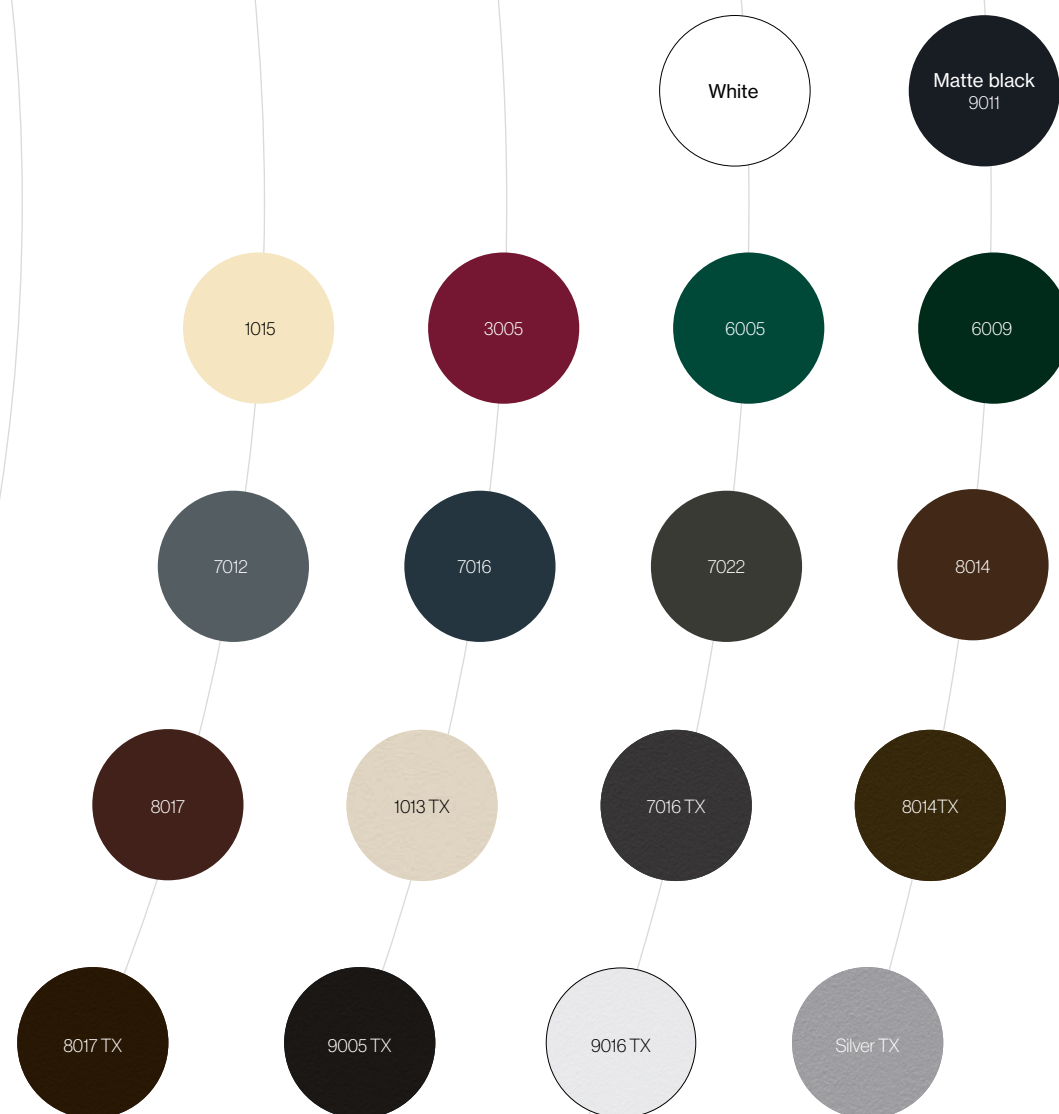 White
Matte black
9011
1015
3005
6005
6009
7012
7016
7022
8014
8017
1013 TX
7016 TX
8014TX
8017 TX
9005 TX
9016 TX
Silver TX